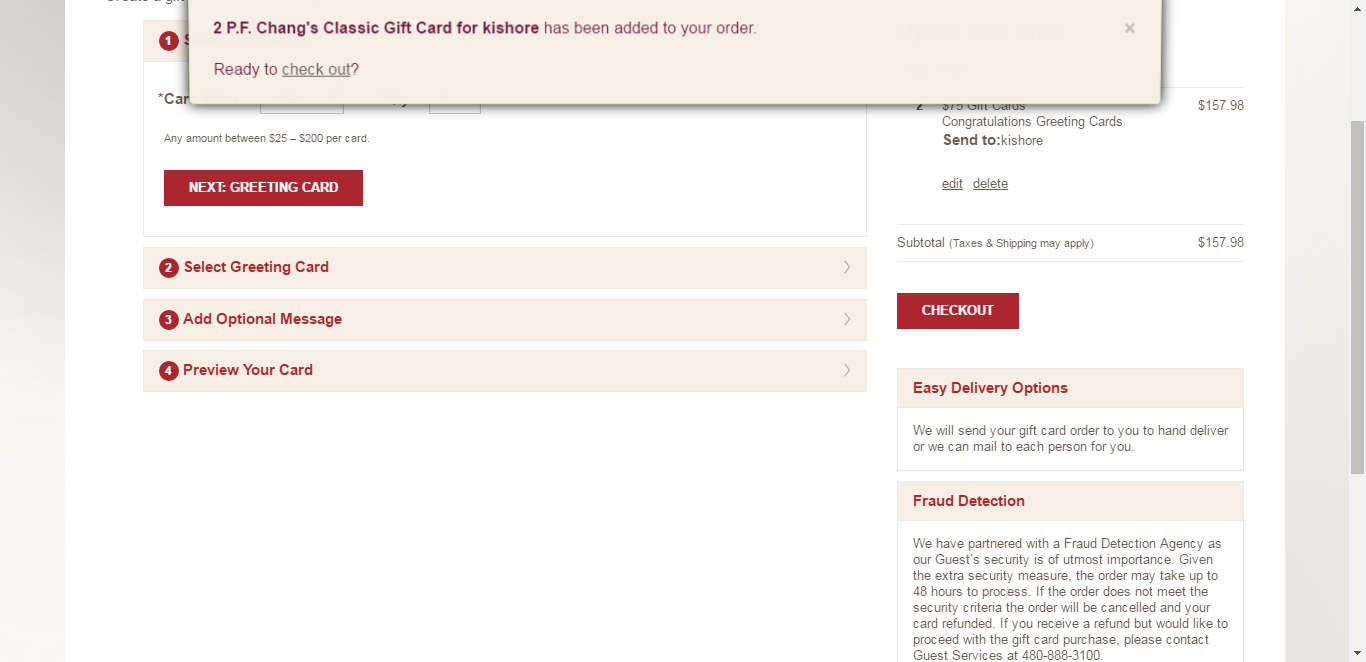 2 P.F. Chang's Classic Gift Card for kishore has been added to your order.
×
Ready to check out?
1
*Car
Any amount between $25 – $200 per card.
NEXT: GREETING CARD
2 Select Greeting Card
3 Add Optional Message
4 Preview Your Card
2 $75 Gift Cards $157.98
Congratulations Greeting Cards
Send to:kishore
edit delete
Subtotal (Taxes & Shipping may apply) $157.98
CHECKOUT
Easy Delivery Options
We will send your gift card order to you to hand deliver
or we can mail to each person for you.
Fraud Detection
We have partnered with a Fraud Detection Agency as
our Guest's security is of utmost importance. Given
the extra security measure, the order may take up to
48 hours to process. If the order does not meet the
security criteria the order will be cancelled and your
card refunded. If you receive a refund but would like to
proceed with the gift card purchase, please contact
Guest Services at 480-888-3100.